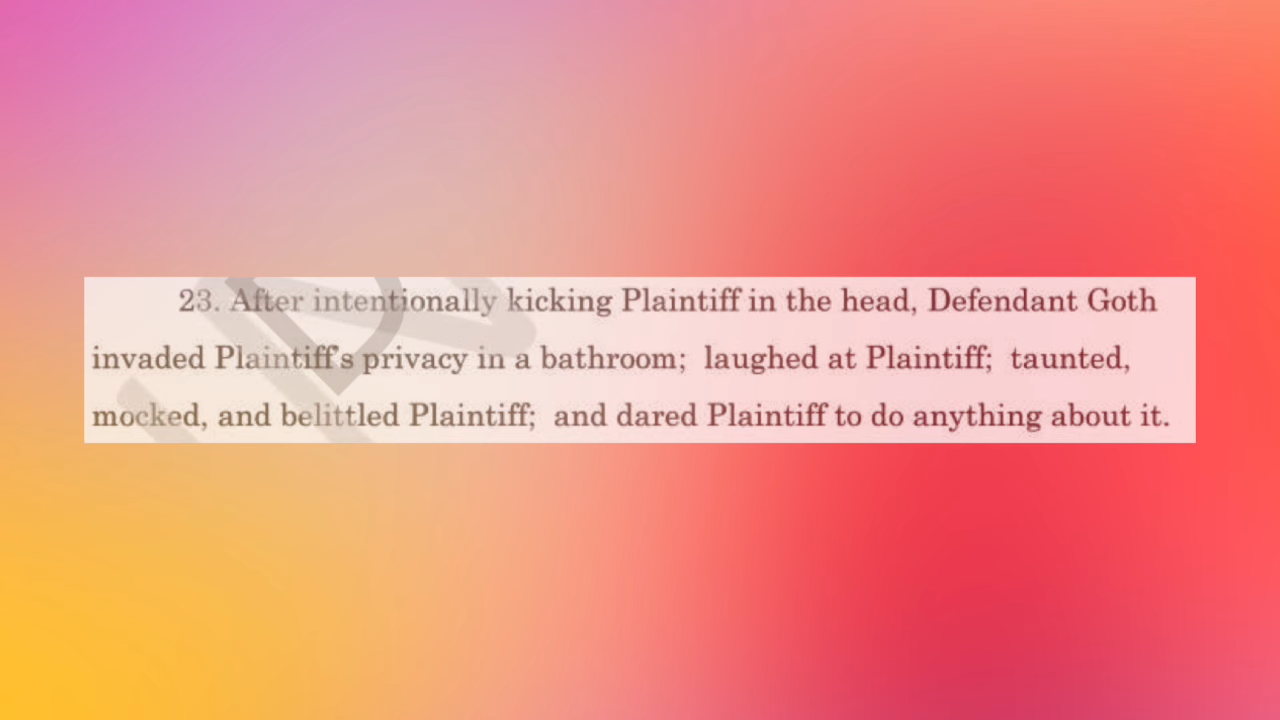 23. After intentionally kicking Plaintiff in the head, Defendant Goth
invaded Plaintiff's privacy in a bathroom; laughed at Plaintiff; taunted,
mocked, and belittled Plaintiff; and dared Plaintiff to do anything about it.